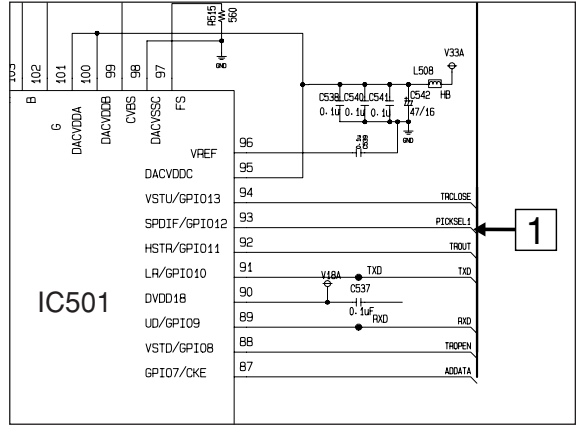 R515
560
GND
V33A
L508
HB
103
102
101
100
99
98
97
B
G
DACVDDA
DACVDDB
CVBS
DACVSSC
FS
C538 C540 C541 C542
0.1u 0.1u 0.1u 47/16
GND
VREF 96
DACVDDC 95
VSTU/GPIO13 94 TRCLOSE
SPDIF/GPIO12 93 PICKSEL1
1
HSTR/GPIO11 92 TROUT
LR/GPIO10 91 TXD TXD
V18A
IC501
DVDD18 90 C537
0.1uF
UD/GPIO9 89 RXD RXD
VSTD/GPIO8 88 TROPEN
GPIO7/CKE 87 ADDATA